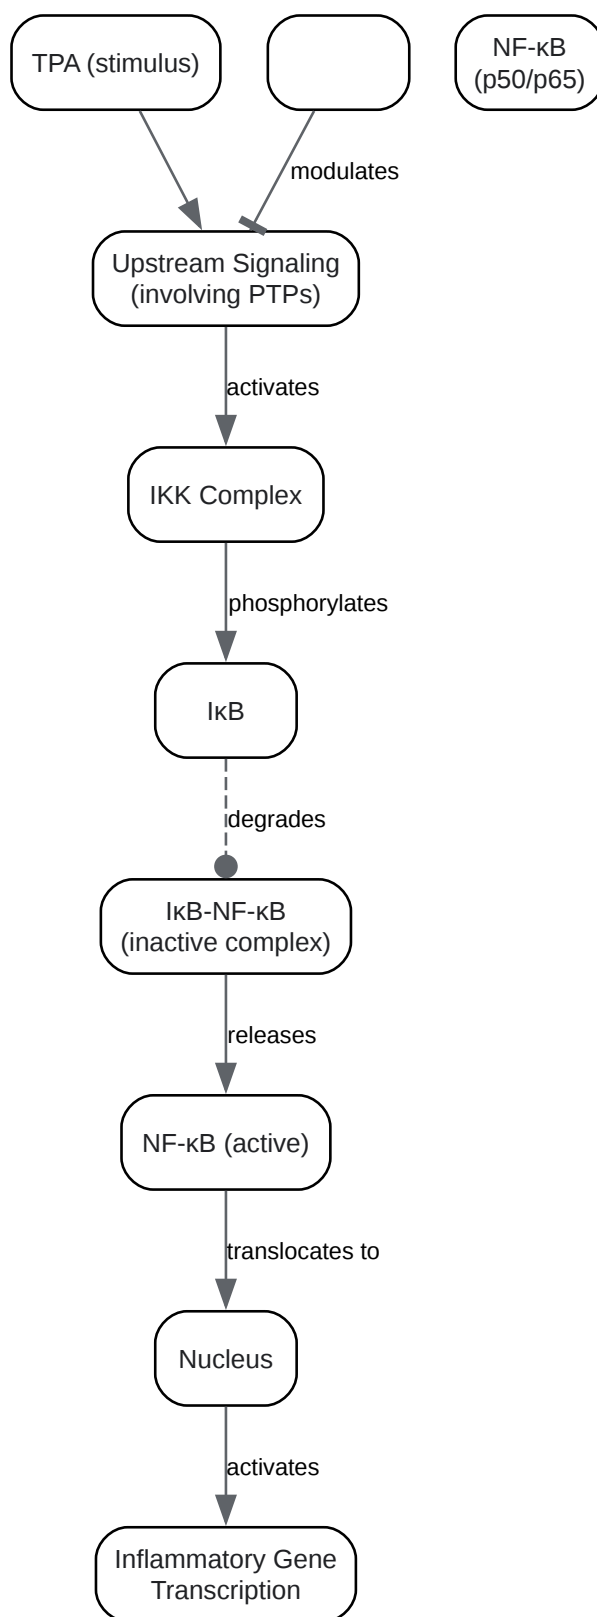 TPA (stimulus)
NF-κB
(p50/p65)
modulates
Upstream Signaling
(involving PTPs)
activates
IKK Complex
phosphorylates
IκB
degrades
IκB-NF-κB
(inactive complex)
releases
NF-κB (active)
translocates to
Nucleus
activates
Inflammatory Gene
Transcription